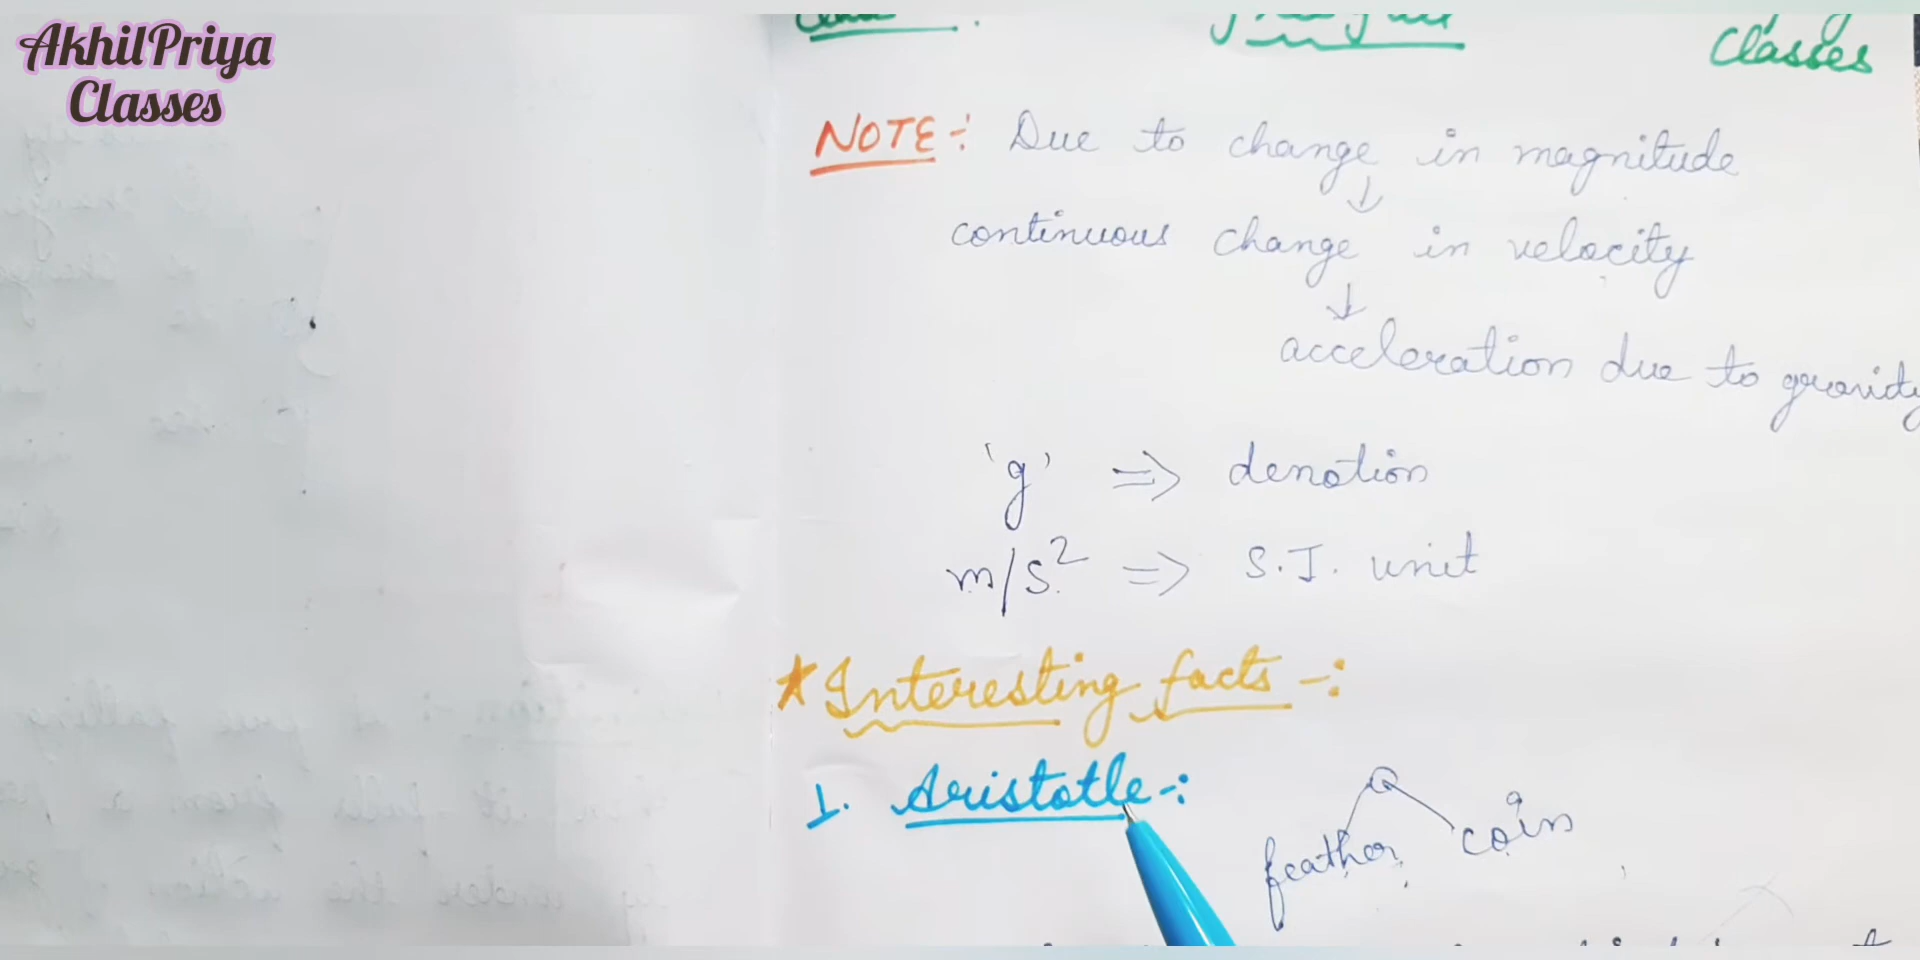 AkhilPriya
Classes
Classes
NOTE:- Due to change in magnitude
↓
continuous change in velocity
↓
acceleration due to gravity
'g' => denotion
m/s² => S.I. unit
* Interesting facts -:
1. Aristotle -:
feather coin